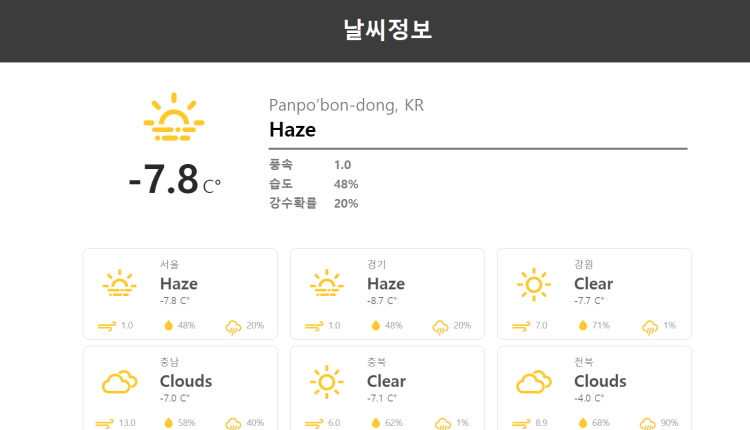 날씨정보
Panpo'bon-dong, KR
Haze
-7.8 C°
풍속 1.0
습도 48%
강수확률 20%
서울
Haze
-7.8 C°
1.0 48% 20%
경기
Haze
-8.7 C°
1.0 48% 20%
강원
Clear
-7.7 C°
7.0 71% 1%
충남
Clouds
-7.0 C°
13.0 58% 40%
충북
Clear
-7.1 C°
6.0 62% 1%
전북
Clouds
-4.0 C°
8.9 68% 90%